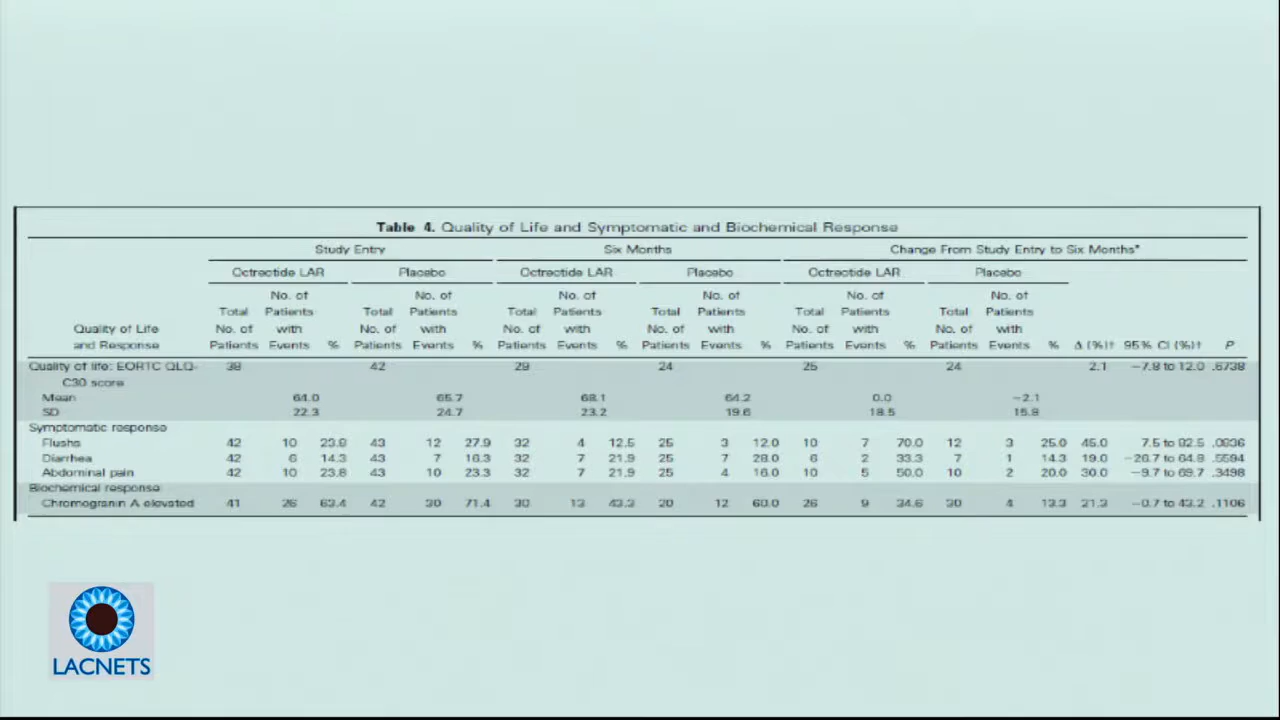 Table 4. Quality of Life and Symptomatic and Biochemical Response
Study Entry Six Months Change From Study Entry to Six Months*
Octreotide LAR Placebo Octreotide LAR Placebo Octreotide LAR Placebo
No. of No. of No. of No. of No. of No. of
Total Patients Total Patients Total Patients Total Patients Total Patients Total Patients
Quality of Life No. of with No. of with No. of with No. of with No. of with No. of with
and Response Patients Events % Patients Events % Patients Events % Patients Events % Patients Events % Patients Events % Δ (%)† 95% CI (%)† P
Quality of life: EORTC QLQ- 38 42 29 24 25 24 2.1 −7.8 to 12.0 .6738
C30 score
Mean 64.0 65.7 68.1 64.2 0.0 −2.1
SD 22.3 24.7 23.2 19.6 18.5 15.8
Symptomatic response
Flushs 42 10 23.8 43 12 27.9 32 4 12.5 25 3 12.0 10 7 70.0 12 3 25.0 45.0 7.5 to 82.5 .0836
Diarrhea 42 6 14.3 43 7 16.3 32 7 21.9 25 7 28.0 6 2 33.3 7 1 14.3 19.0 −26.7 to 64.8 .5594
Abdominal pain 42 10 23.8 43 10 23.3 32 7 21.9 25 4 16.0 10 5 50.0 10 2 20.0 30.0 −9.7 to 69.7 .3498
Biochemical response
Chromogranin A elevated 41 26 63.4 42 30 71.4 30 13 43.3 20 12 60.0 26 9 34.6 30 4 13.3 21.3 −0.7 to 43.2 .1106
LACNETS